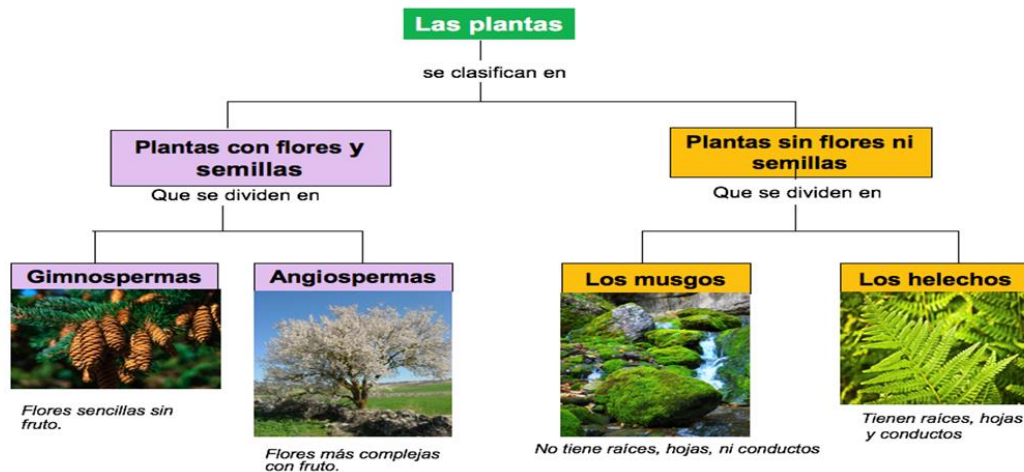 Las plantas
se clasifican en
Plantas con flores y
semillas
Plantas sin flores ni
semillas
Que se dividen en
Que se dividen en
Gimnospermas
Angiospermas
Los musgos
Los helechos
Flores sencillas sin
fruto.
Flores más complejas
con fruto.
No tiene raíces, hojas, ni conductos
Tienen raíces, hojas
y conductos